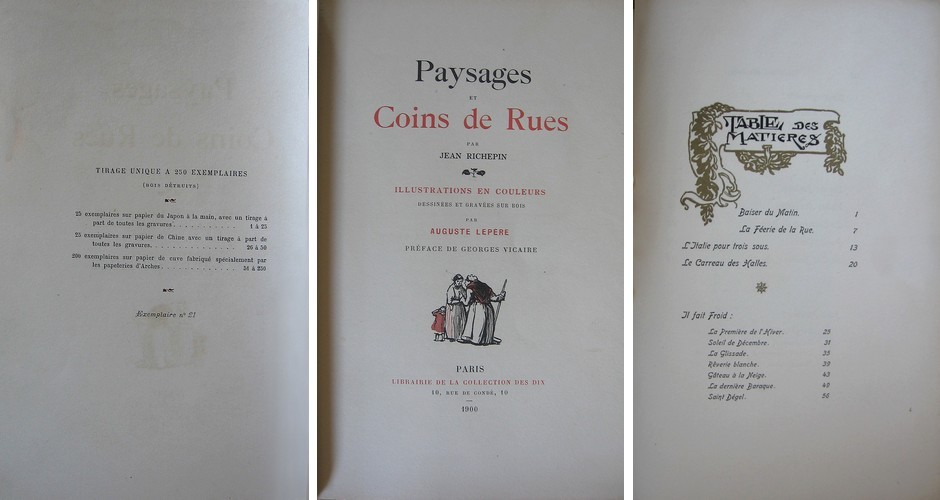 TIRAGE UNIQUE A 250 EXEMPLAIRES
(BOIS DÉTRUITS)
25 exemplaires sur papier du Japon à la main, avec un tirage à
part de toutes les gravures. . . . . . . . . . . . 1 à 25
25 exemplaires sur papier de Chine avec un tirage à part de
toutes les gravures. . . . . . . . . . . . . . . 26 à 50
200 exemplaires sur papier de cuve fabriqué spécialement par
les papeteries d'Arches. . . . . . . . . . . . . 51 à 250
Exemplaire nº 21
Paysages
ET
Coins de Rues
PAR
JEAN RICHEPIN
ILLUSTRATIONS EN COULEURS
DESSINÉES ET GRAVÉES SUR BOIS
PAR
AUGUSTE LEPERE
PRÉFACE DE GEORGES VICAIRE
PARIS
LIBRAIRIE DE LA COLLECTION DES DIX
18, RUE DE CONDÉ, 10
1900
TABLE DES
MATIERES
Baiser du Matin. 1
La Féerie de la Rue. 7
L'Italie pour trois sous. 13
Le Carreau des Halles. 20
Il fait Froid :
La Première de l'Hiver. 25
Soleil de Décembre. 31
La Glissade. 35
Rêverie blanche. 39
Gâteau à la Neige. 43
La dernière Baraque. 49
Saint Dégel. 56